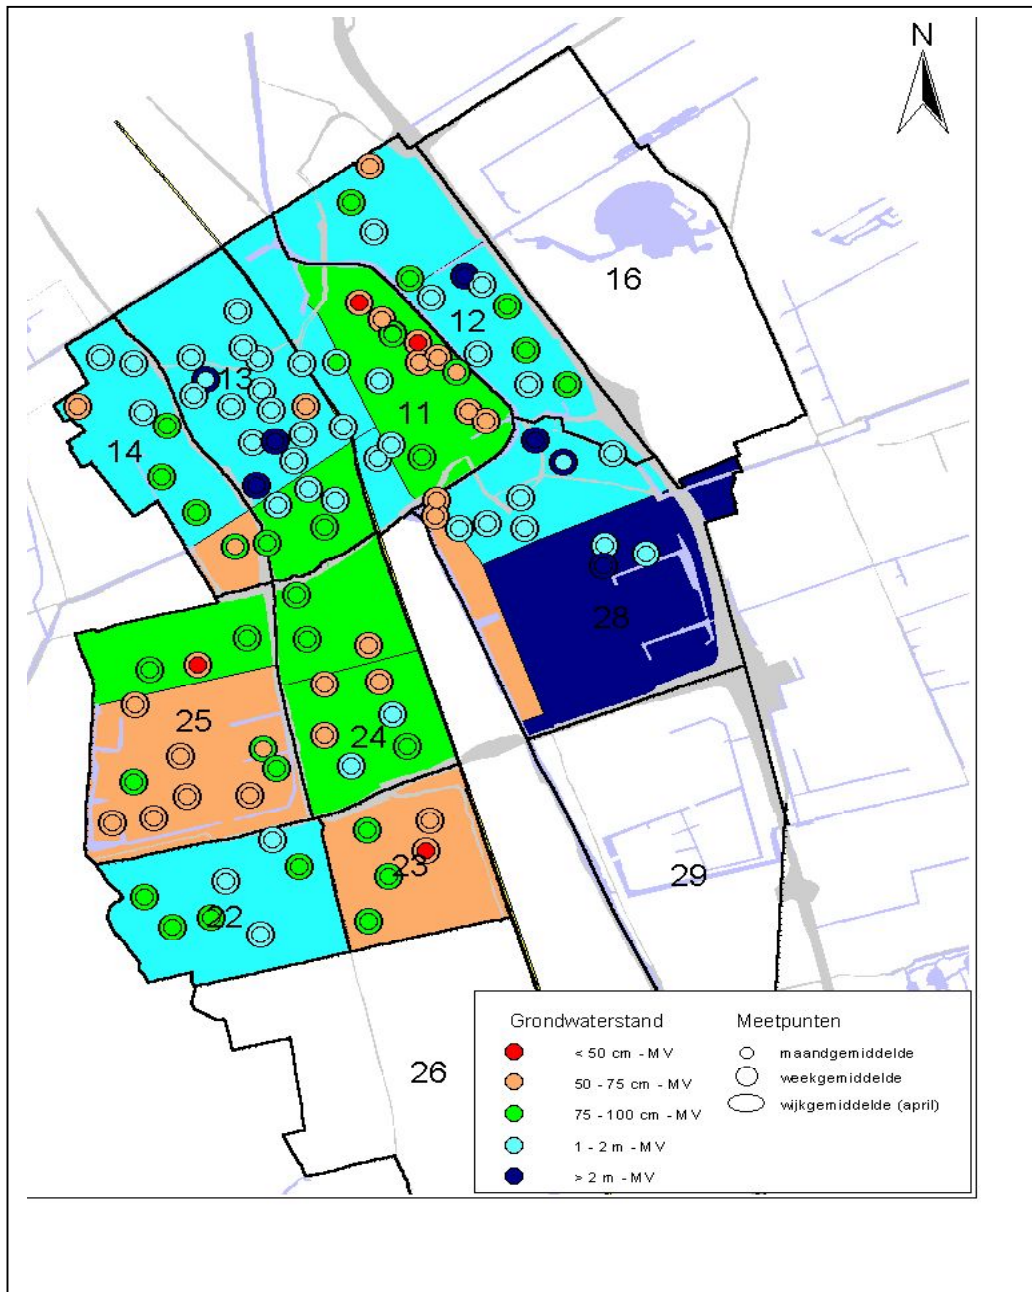 N
16
12
13
11
14
28
25
24
23
29
22
26
Grondwaterstand
< 50 cm - MV
50 - 75 cm - MV
75 - 100 cm - MV
1 - 2 m - MV
> 2 m - MV
Meetpunten
maandgemiddelde
weekgemiddelde
wijkgemiddelde (april)